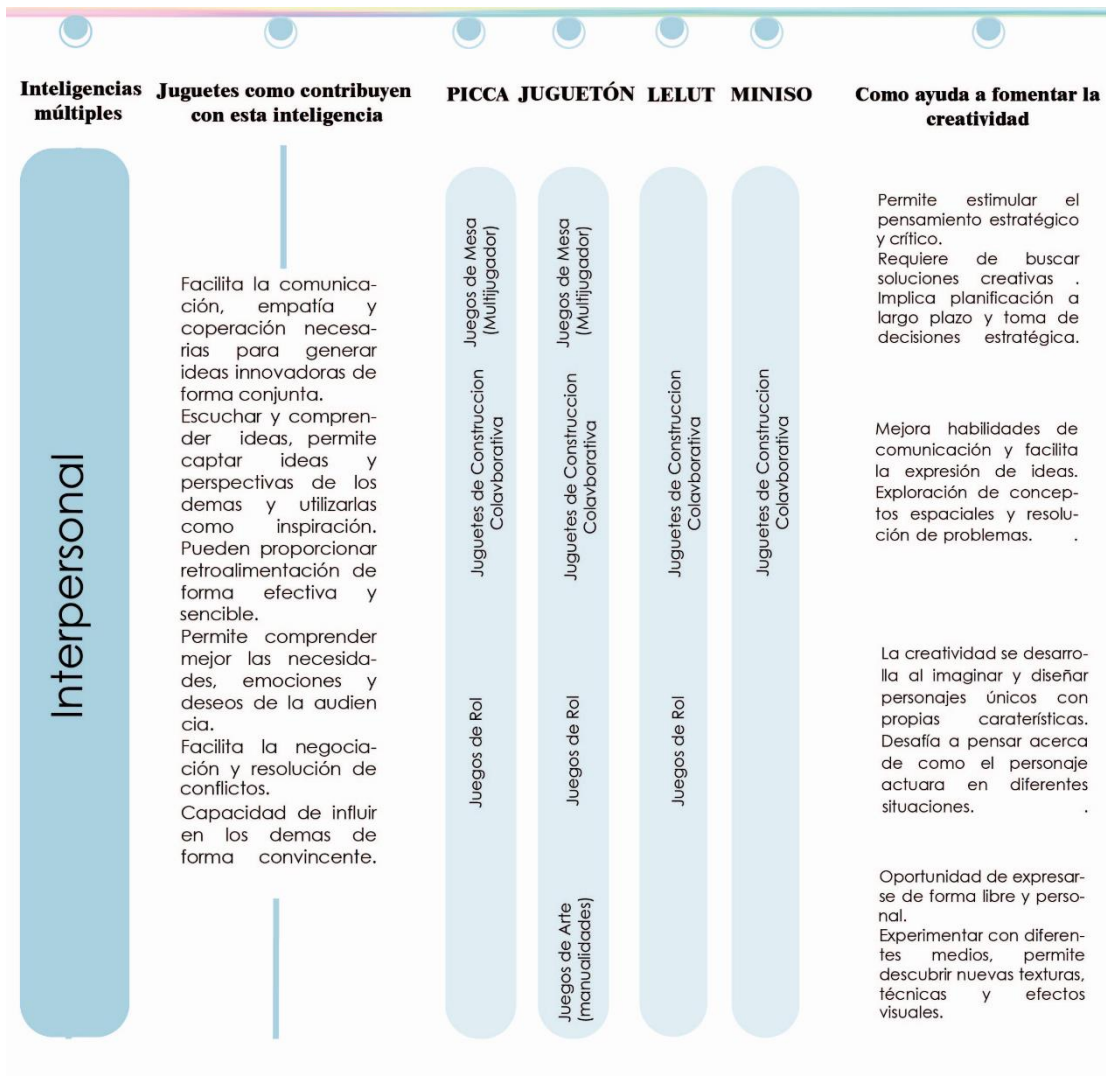 Inteligencias
múltiples
Juguetes como contribuyen
con esta inteligencia
PICCA
JUGUETÓN
LELUT
MINISO
Como ayuda a fomentar la
creatividad
Interpersonal
Facilita la comunica-
ción, empatía y
coperación necesa-
rias para generar
ideas innovadoras de
forma conjunta.
Escuchar y compren-
der ideas, permite
captar ideas y
perspectivas de los
demas y utilizarlas
como inspiración.
Pueden proporcionar
retroalimentación de
forma efectiva y
sencible.
Permite comprender
mejor las necesida-
des, emociones y
deseos de la audien
cia.
Facilita la negocia-
ción y resolución de
conflictos.
Capacidad de influir
en los demas de
forma convincente.
Juegos de Mesa
(Multijugador)
Juguetes de Construccion
Colavborativa
Juegos de Rol
Juegos de Mesa
(Multijugador)
Juguetes de Construccion
Colavborativa
Juegos de Rol
Juegos de Arte
(manualidades)
Juguetes de Construccion
Colavborativa
Juegos de Rol
Juguetes de Construccion
Colavborativa
Permite estimular el
pensamiento estratégico
y crítico.
Requiere de buscar
soluciones creativas .
Implica planificación a
largo plazo y toma de
decisiones estratégica.
Mejora habilidades de
comunicación y facilita
la expresión de ideas.
Exploración de concep-
tos espaciales y resolu-
ción de problemas. .
La creatividad se desarro-
lla al imaginar y diseñar
personajes únicos con
propias caraterísticas.
Desafía a pensar acerca
de como el personaje
actuara en diferentes
situaciones. .
Oportunidad de expresar-
se de forma libre y perso-
nal.
Experimentar con diferen-
tes medios, permite
descubrir nuevas texturas,
técnicas y efectos
visuales.